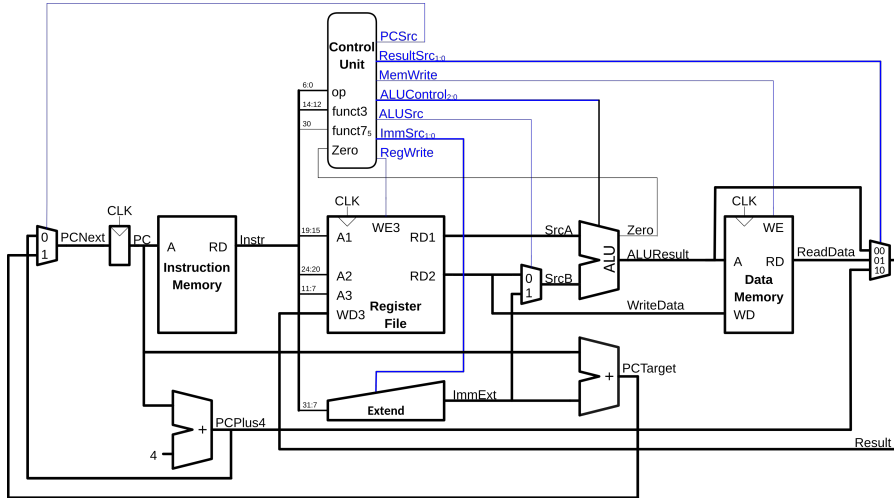 Control
Unit
PCSrc
ResultSrc1:0
MemWrite
ALUControl2:0
ALUSrc
ImmSrc1:0
RegWrite
6:0
op
14:12
funct3
30
funct75
Zero
CLK
CLK
CLK
0
1
PCNext
PC
A
RD
Instruction
Memory
Instr
19:15
A1
WE3
RD1
24:20
A2
RD2
11:7
A3
WD3
Register
File
0
1
SrcA
SrcB
ALU
Zero
ALUResult
WriteData
WE
A
RD
Data
Memory
WD
ReadData
00
01
10
31:7
Extend
ImmExt
+
PCTarget
4
+
PCPlus4
Result